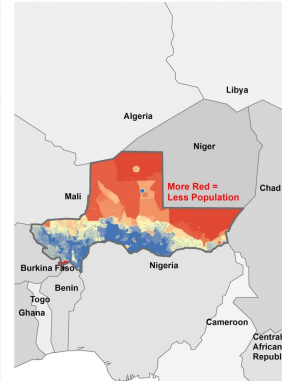 Libya
Algeria
Niger
More Red =
Less Population
Chad
Mali
Burkina Faso
Nigeria
Benin
Togo
Ghana
Cameroon
Central
African
Republ